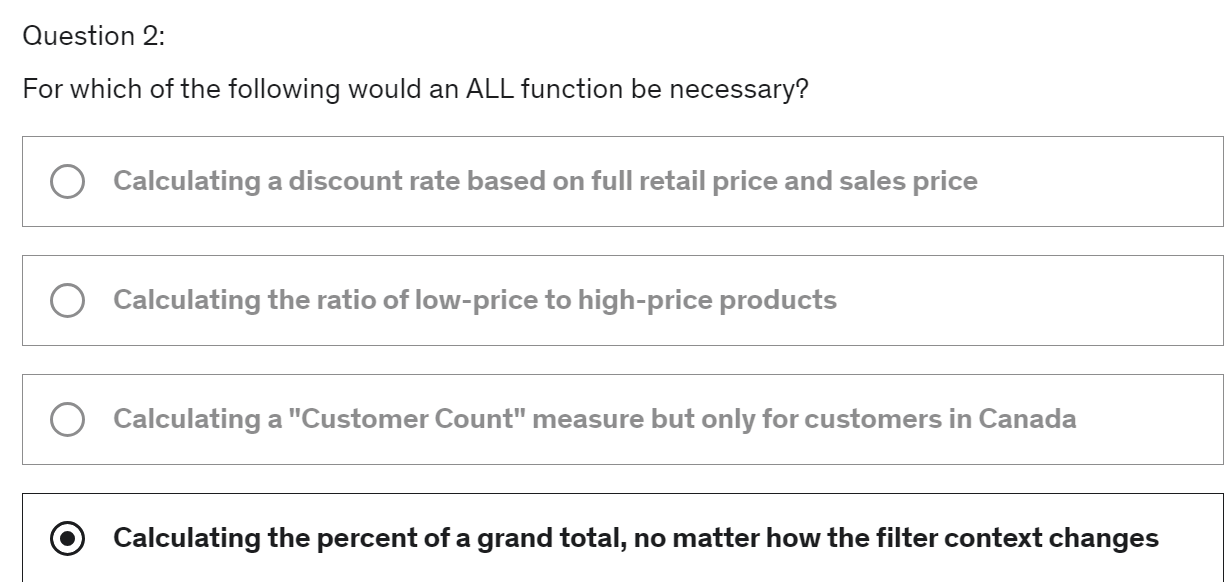 Question 2:
For which of the following would an ALL function be necessary?
Calculating a discount rate based on full retail price and sales price
Calculating the ratio of low-price to high-price products
Calculating a "Customer Count" measure but only for customers in Canada
Calculating the percent of a grand total, no matter how the filter context changes